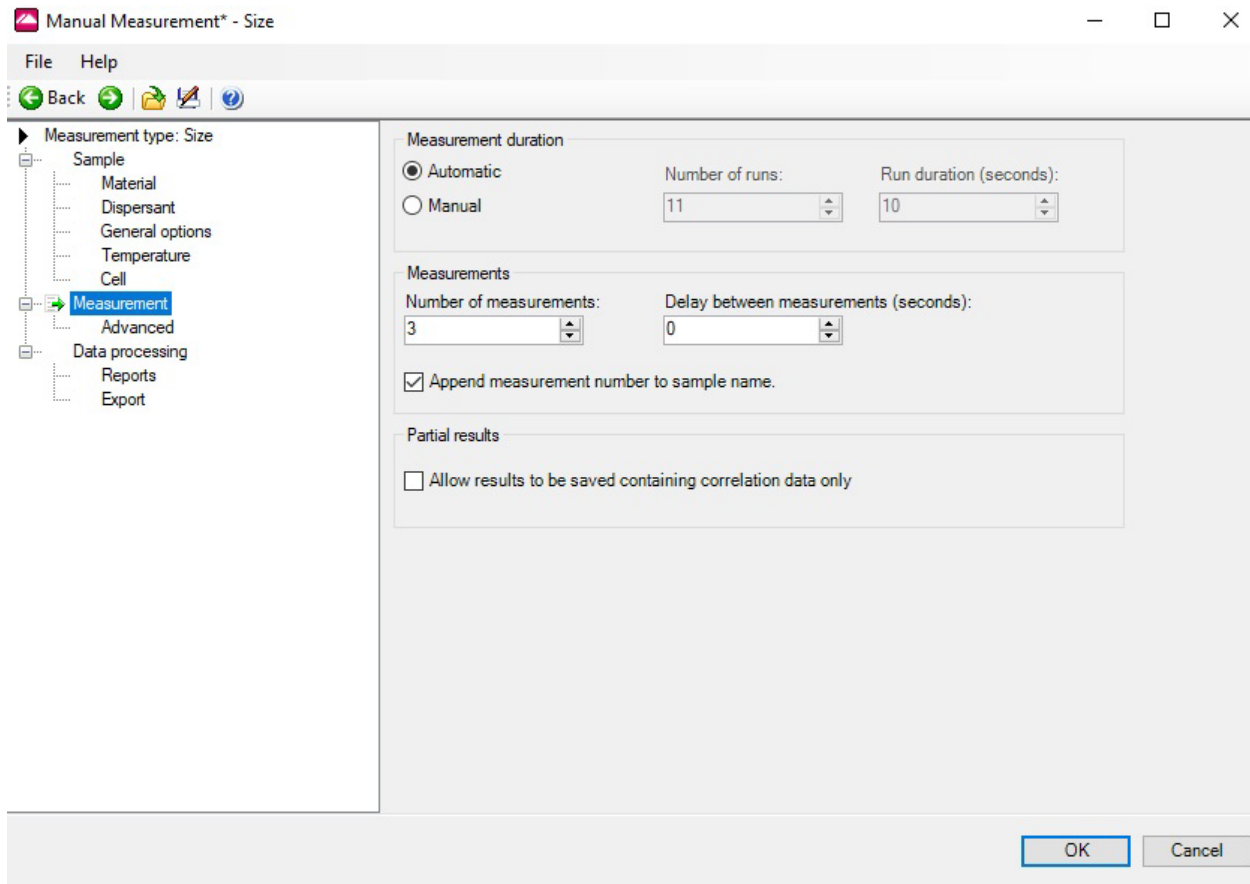 Manual Measurement* - Size
File Help
Back
Measurement type: Size
Sample
Material
Dispersant
General options
Temperature
Cell
Measurement
Advanced
Data processing
Reports
Export
Measurement duration
Automatic
Manual
Number of runs:
11
Run duration (seconds):
10
Measurements
Number of measurements:
3
Delay between measurements (seconds):
0
Append measurement number to sample name.
Partial results
Allow results to be saved containing correlation data only
OK Cancel